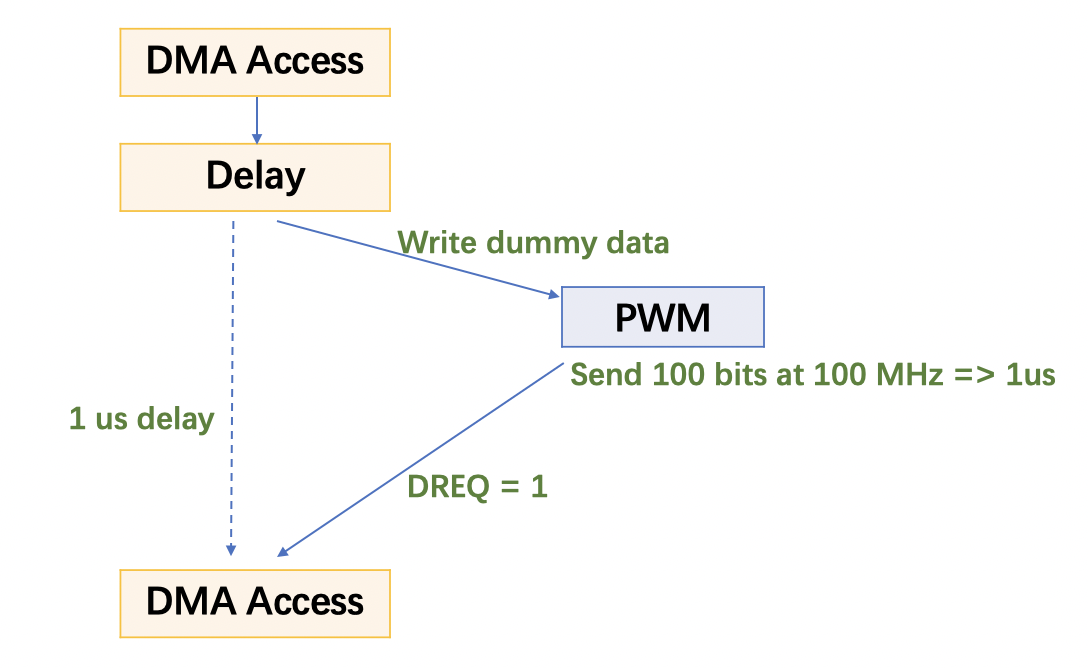 DMA Access
Delay
Write dummy data
PWM
Send 100 bits at 100 MHz => 1us
1 us delay
DREQ = 1
DMA Access